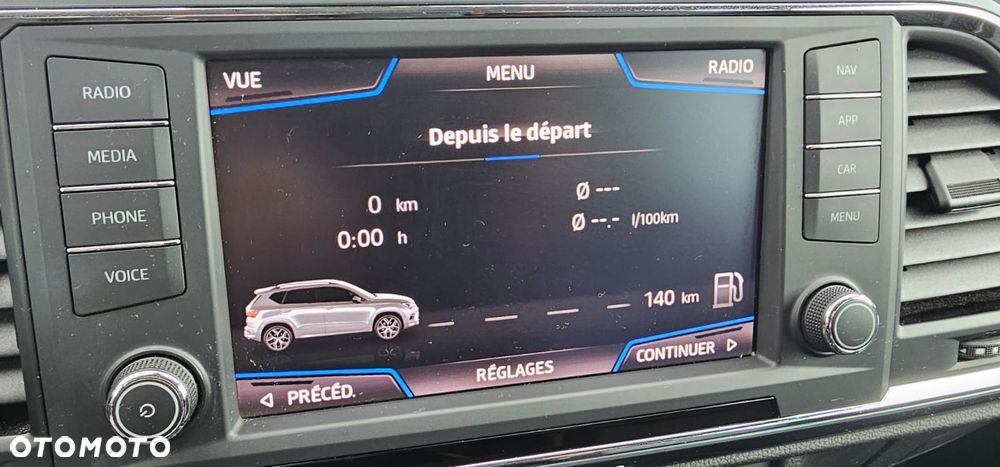 RADIO
MEDIA
PHONE
VOICE
VUE
MENU
RADIO
Depuis le départ
0 km
0:00 h
Ø ---
Ø --.- l/100km
140 km
PRÉCÉD.
RÉGLAGES
CONTINUER
NAV
APP
CAR
MENU
OTOMOTO